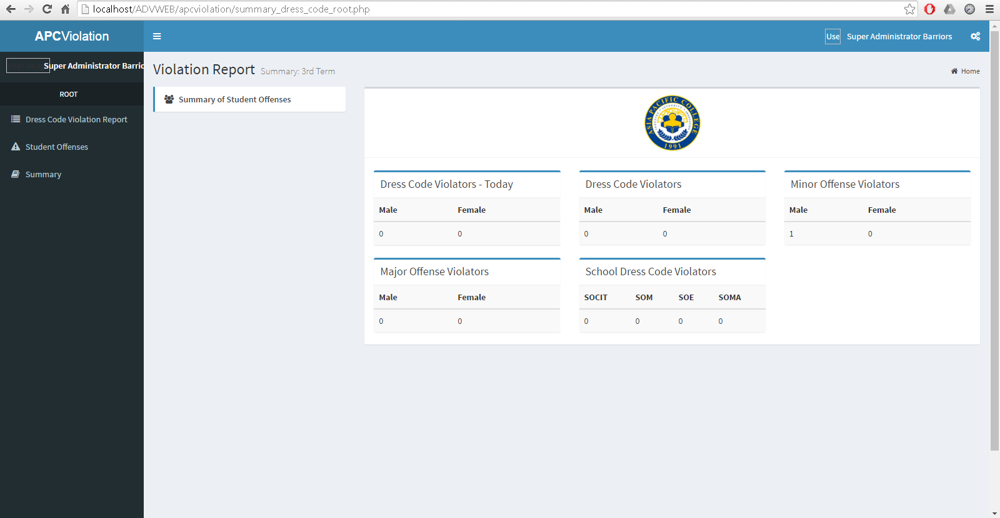 localhost/ADVWEB/apcviolation/summary_dress_code_root.php
APCViolation
Use
Super Administrator Barriors
Super Administrator Barrio
ROOT
Dress Code Violation Report
Student Offenses
Summary
Violation Report Summary: 3rd Term
Home
Summary of Student Offenses
ASIA PACIFIC COLLEGE
1991
Dress Code Violators - Today
Male Female
0 0
Dress Code Violators
Male Female
0 0
Minor Offense Violators
Male Female
1 0
Major Offense Violators
Male Female
0 0
School Dress Code Violators
SOCIT SOM SOE SOMA
0 0 0 0